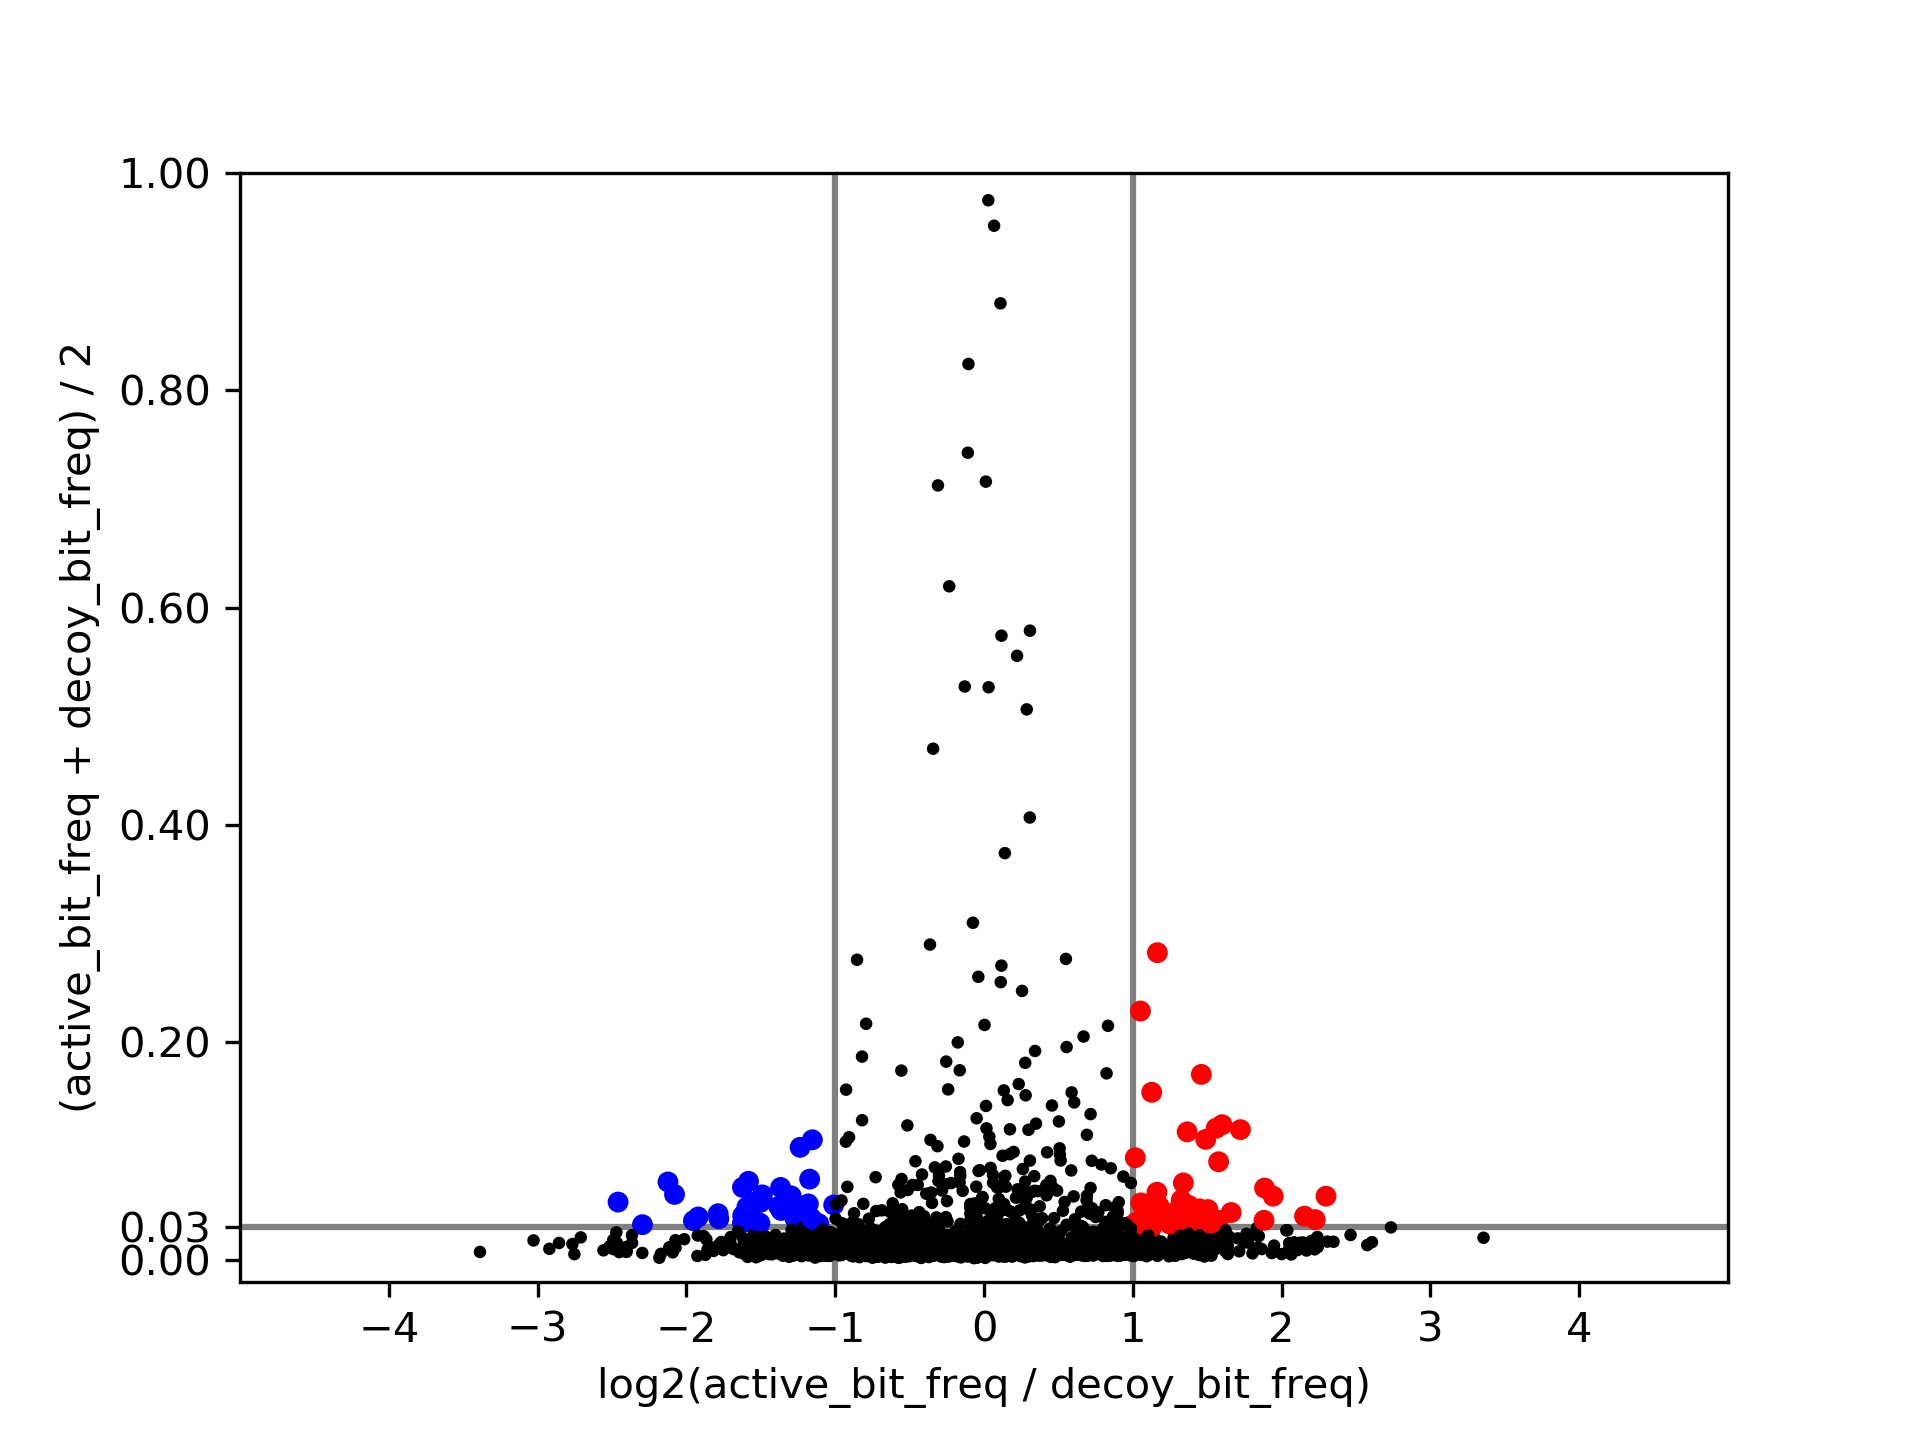 1.00
0.80
0.60
0.40
0.20
0.03
0.00
(active_bit_freq + decoy_bit_freq) / 2
−4 −3 −2 −1 0 1 2 3 4
log2(active_bit_freq / decoy_bit_freq)